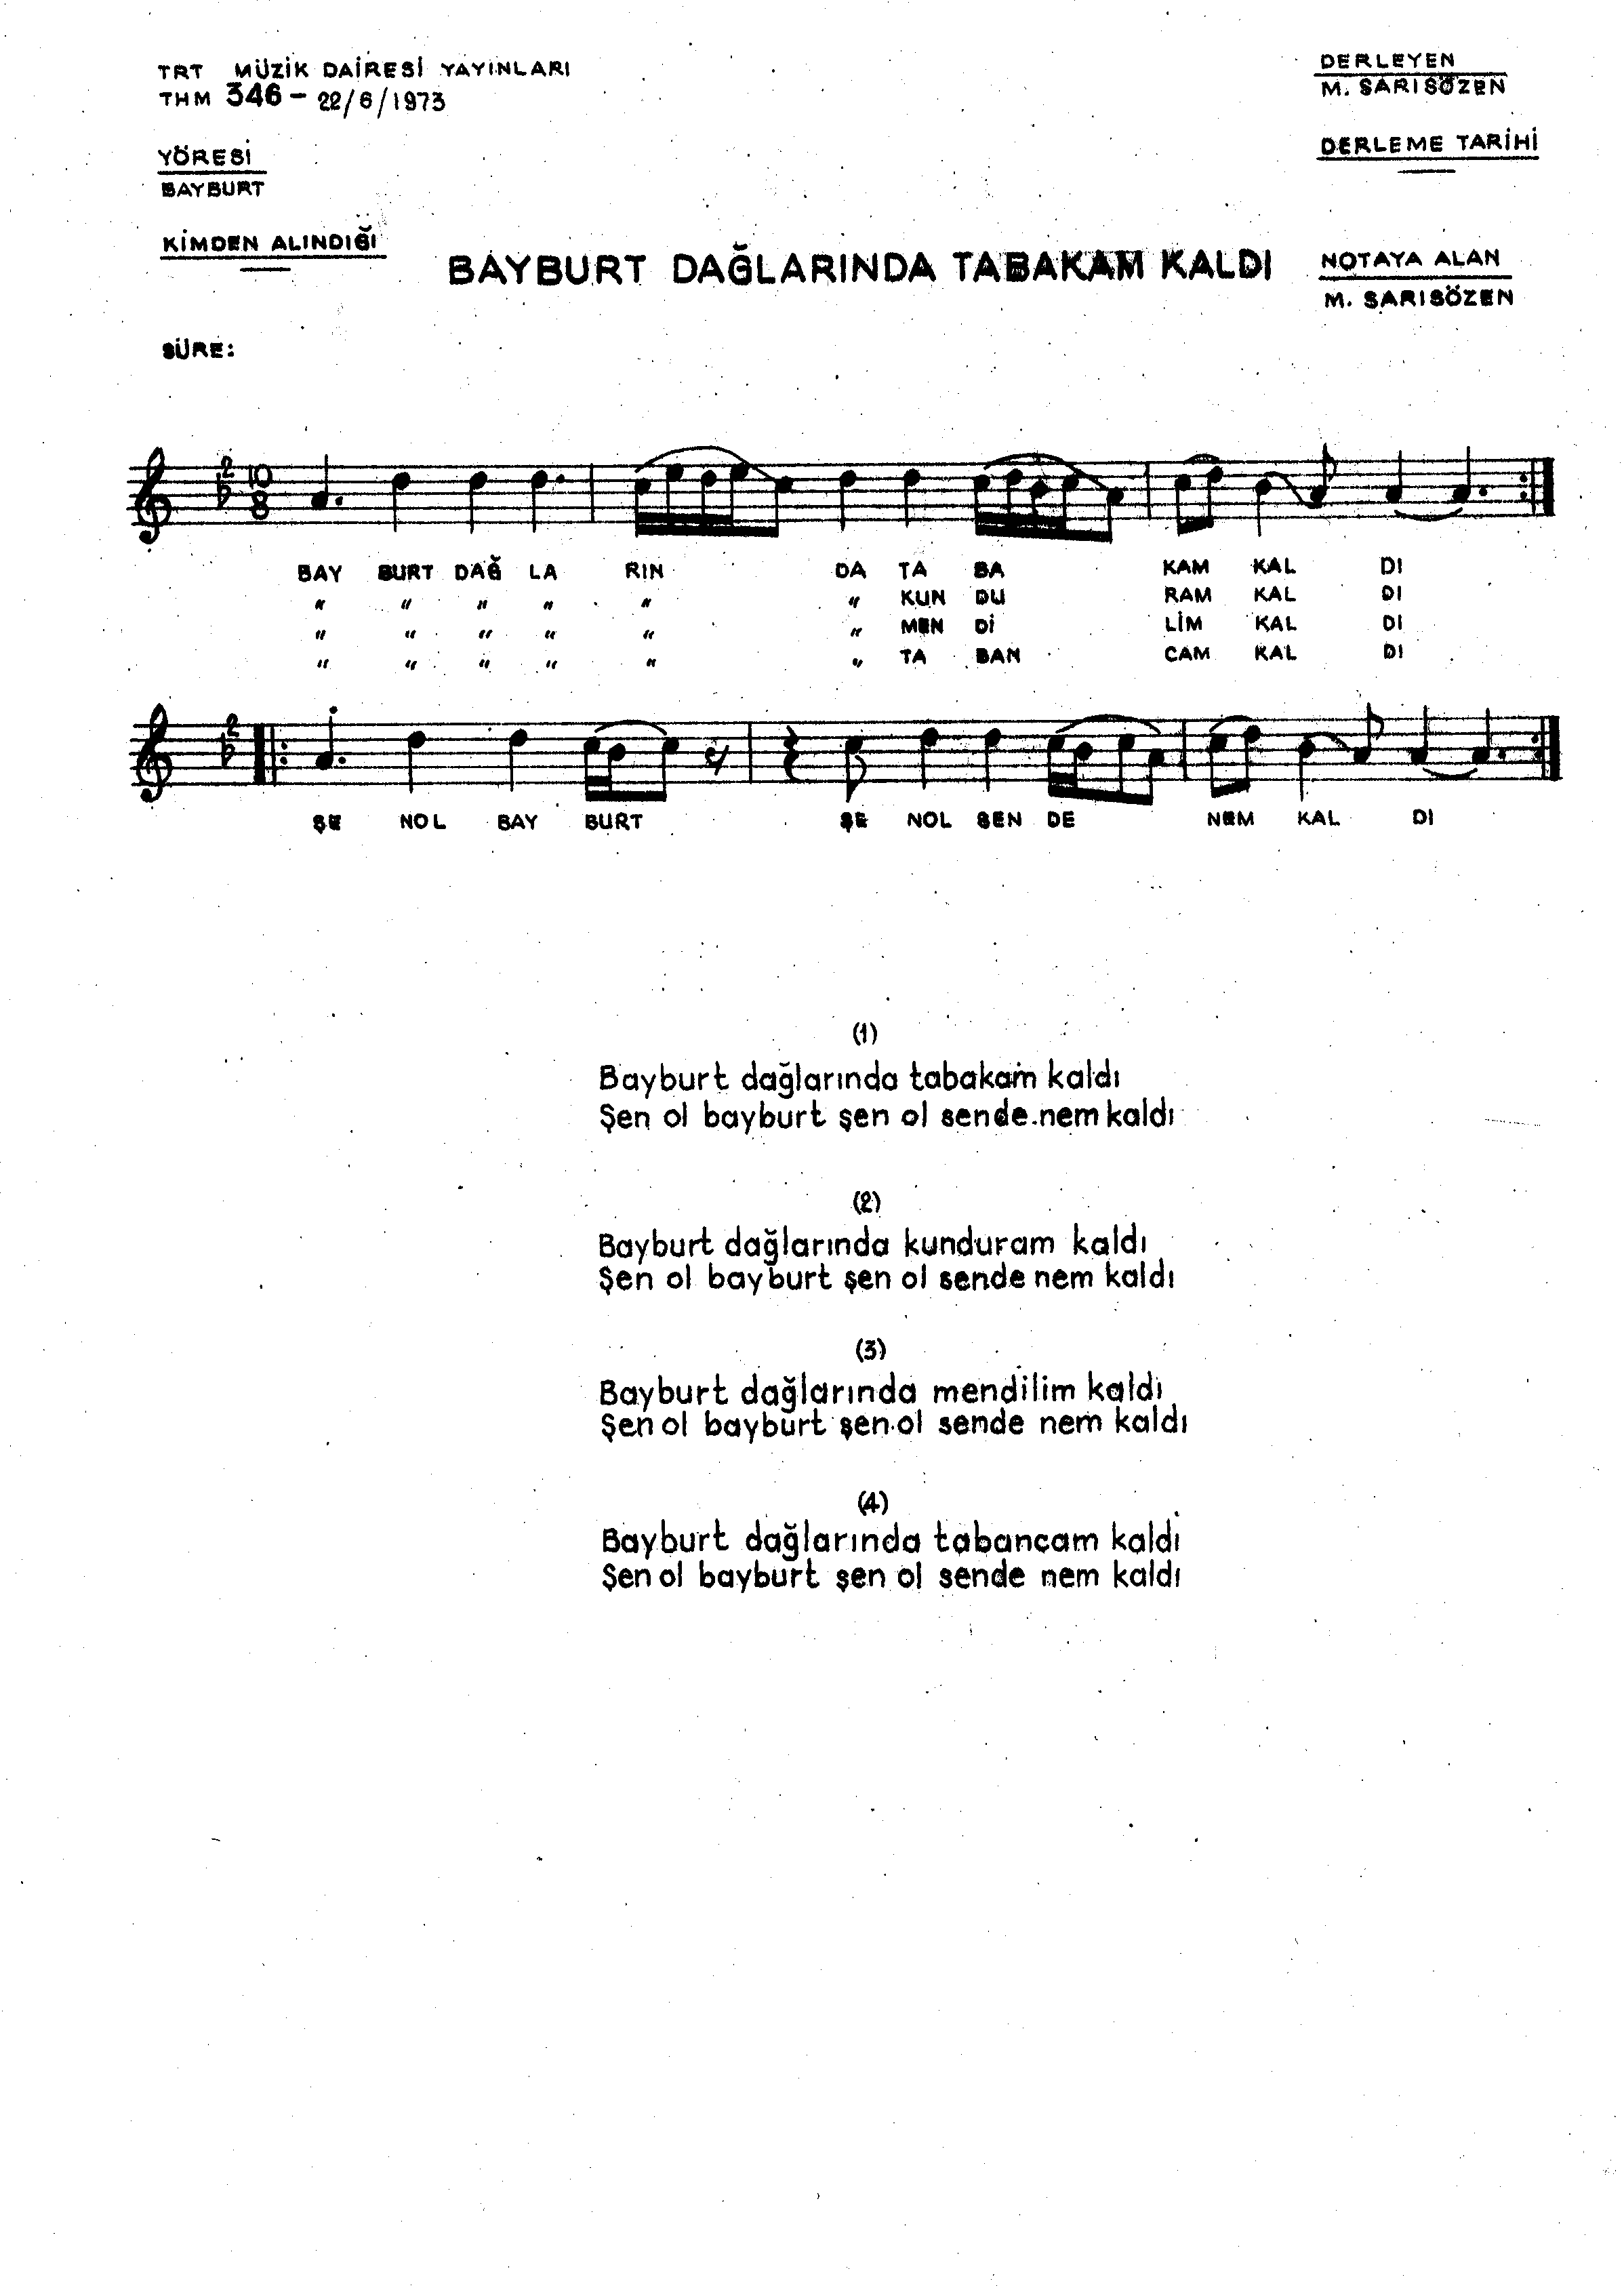 TRT MÜZİK DAİRESİ YAYINLARI
THM 346 - 22/6/1973
DERLEYEN
M. SARISÖZEN
YÖRESİ
BAYBURT
DERLEME TARİHİ
KİMDEN ALINDIĞI
BAYBURT DAĞLARINDA TABAKAM KALDI
NOTAYA ALAN
M. SARISÖZEN
SÜRE:
2
10
8
BAY BURT DAĞ LA RIN DA TA BA KAM KAL DI
" " " " " " KUN DU RAM KAL DI
" " " " " " MEN Dİ LİM KAL DI
" " " " " " TA BAN CAM KAL DI
2
ŞE NOL BAY BURT ŞE NOL SEN DE NEM KAL DI
(1)
Bayburt dağlarında tabakam kaldı
Şen ol bayburt şen ol sende nem kaldı
(2)
Bayburt dağlarında kunduram kaldı
Şen ol bayburt şen ol sende nem kaldı
(3)
Bayburt dağlarında mendilim kaldı
Şen ol bayburt şen ol sende nem kaldı
(4)
Bayburt dağlarında tabancam kaldı
Şen ol bayburt şen ol sende nem kaldı